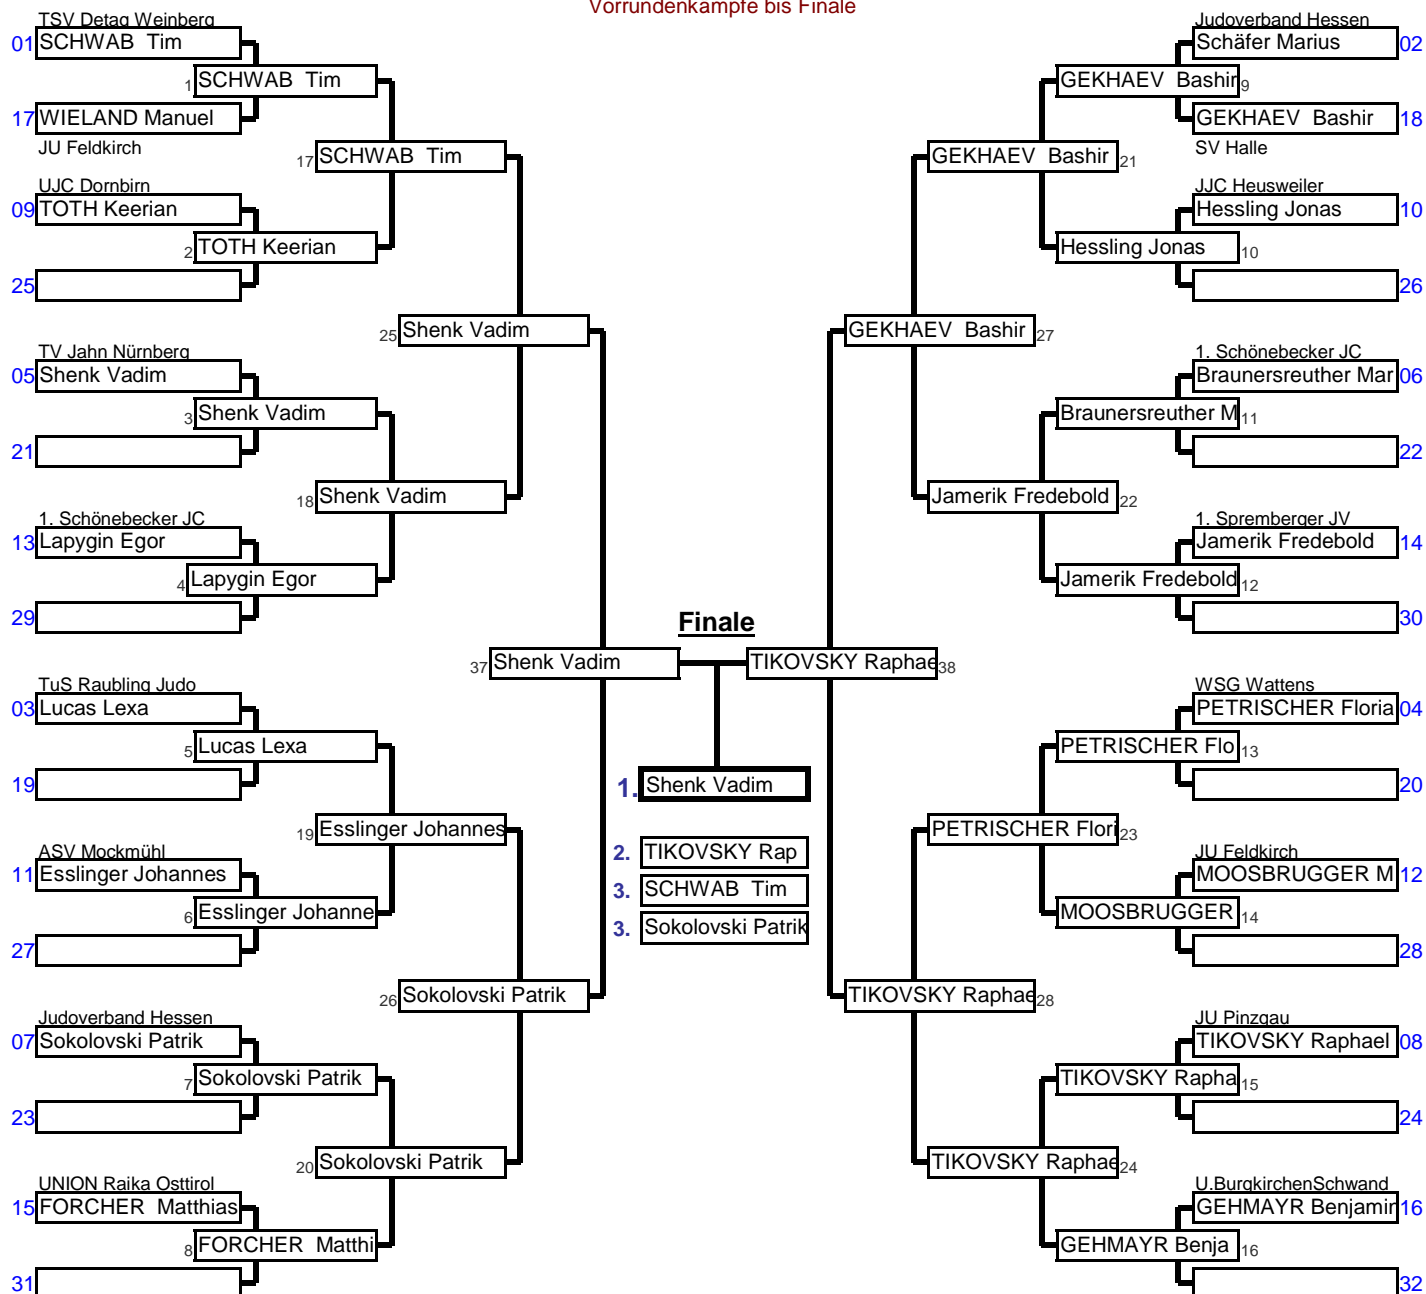 Vorrundenkämpfe bis Finale
TSV Detag Weinberg
01 SCHWAB  Tim
1 SCHWAB  Tim
17 WIELAND Manuel
JU Feldkirch
17 SCHWAB  Tim
UJC Dornbirn
09 TOTH Keerian
2 TOTH Keerian
25
25 Shenk Vadim
TV Jahn Nürnberg
05 Shenk Vadim
3 Shenk Vadim
21
18 Shenk Vadim
1. Schönebecker JC
13 Lapygin Egor
4 Lapygin Egor
29
37 Shenk Vadim
TuS Raubling Judo
03 Lucas Lexa
5 Lucas Lexa
19
19 Esslinger Johannes
ASV Mockmühl
11 Esslinger Johannes
6 Esslinger Johanne
27
26 Sokolovski Patrik
Judoverband Hessen
07 Sokolovski Patrik
7 Sokolovski Patrik
23
20 Sokolovski Patrik
UNION Raika Osttirol
15 FORCHER  Matthias
8 FORCHER  Matthi
31
Finale
1. Shenk Vadim
2. TIKOVSKY Rap
3. SCHWAB  Tim
3. Sokolovski Patrik
Judoverband Hessen
Schäfer Marius 02
GEKHAEV  Bashir 9
GEKHAEV  Bashir 18
SV Halle
GEKHAEV  Bashir 21
JJC Heusweiler
Hessling Jonas 10
Hessling Jonas 10
26
GEKHAEV  Bashir 27
1. Schönebecker JC
Braunersreuther Mar 06
Braunersreuther M 11
22
Jamerik Fredebold 22
1. Spremberger JV
Jamerik Fredebold 14
Jamerik Fredebold 12
30
TIKOVSKY Raphae 38
WSG Wattens
PETRISCHER Floria 04
PETRISCHER Flo 13
20
PETRISCHER Flori 23
JU Feldkirch
MOOSBRUGGER M 12
MOOSBRUGGER 14
28
TIKOVSKY Raphae 28
JU Pinzgau
TIKOVSKY Raphael 08
TIKOVSKY Rapha 15
24
TIKOVSKY Raphae 24
U.BurgkirchenSchwand
GEHMAYR Benjamin 16
GEHMAYR Benja 16
32